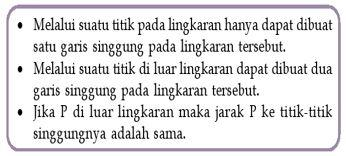 • Melalui suatu titik pada lingkaran hanya dapat dibuat
satu garis singgung pada lingkaran tersebut.
• Melalui suatu titik di luar lingkaran dapat dibuat dua
garis singgung pada lingkaran tersebut.
• Jika P di luar lingkaran maka jarak P ke titik-titik
singgungnya adalah sama.